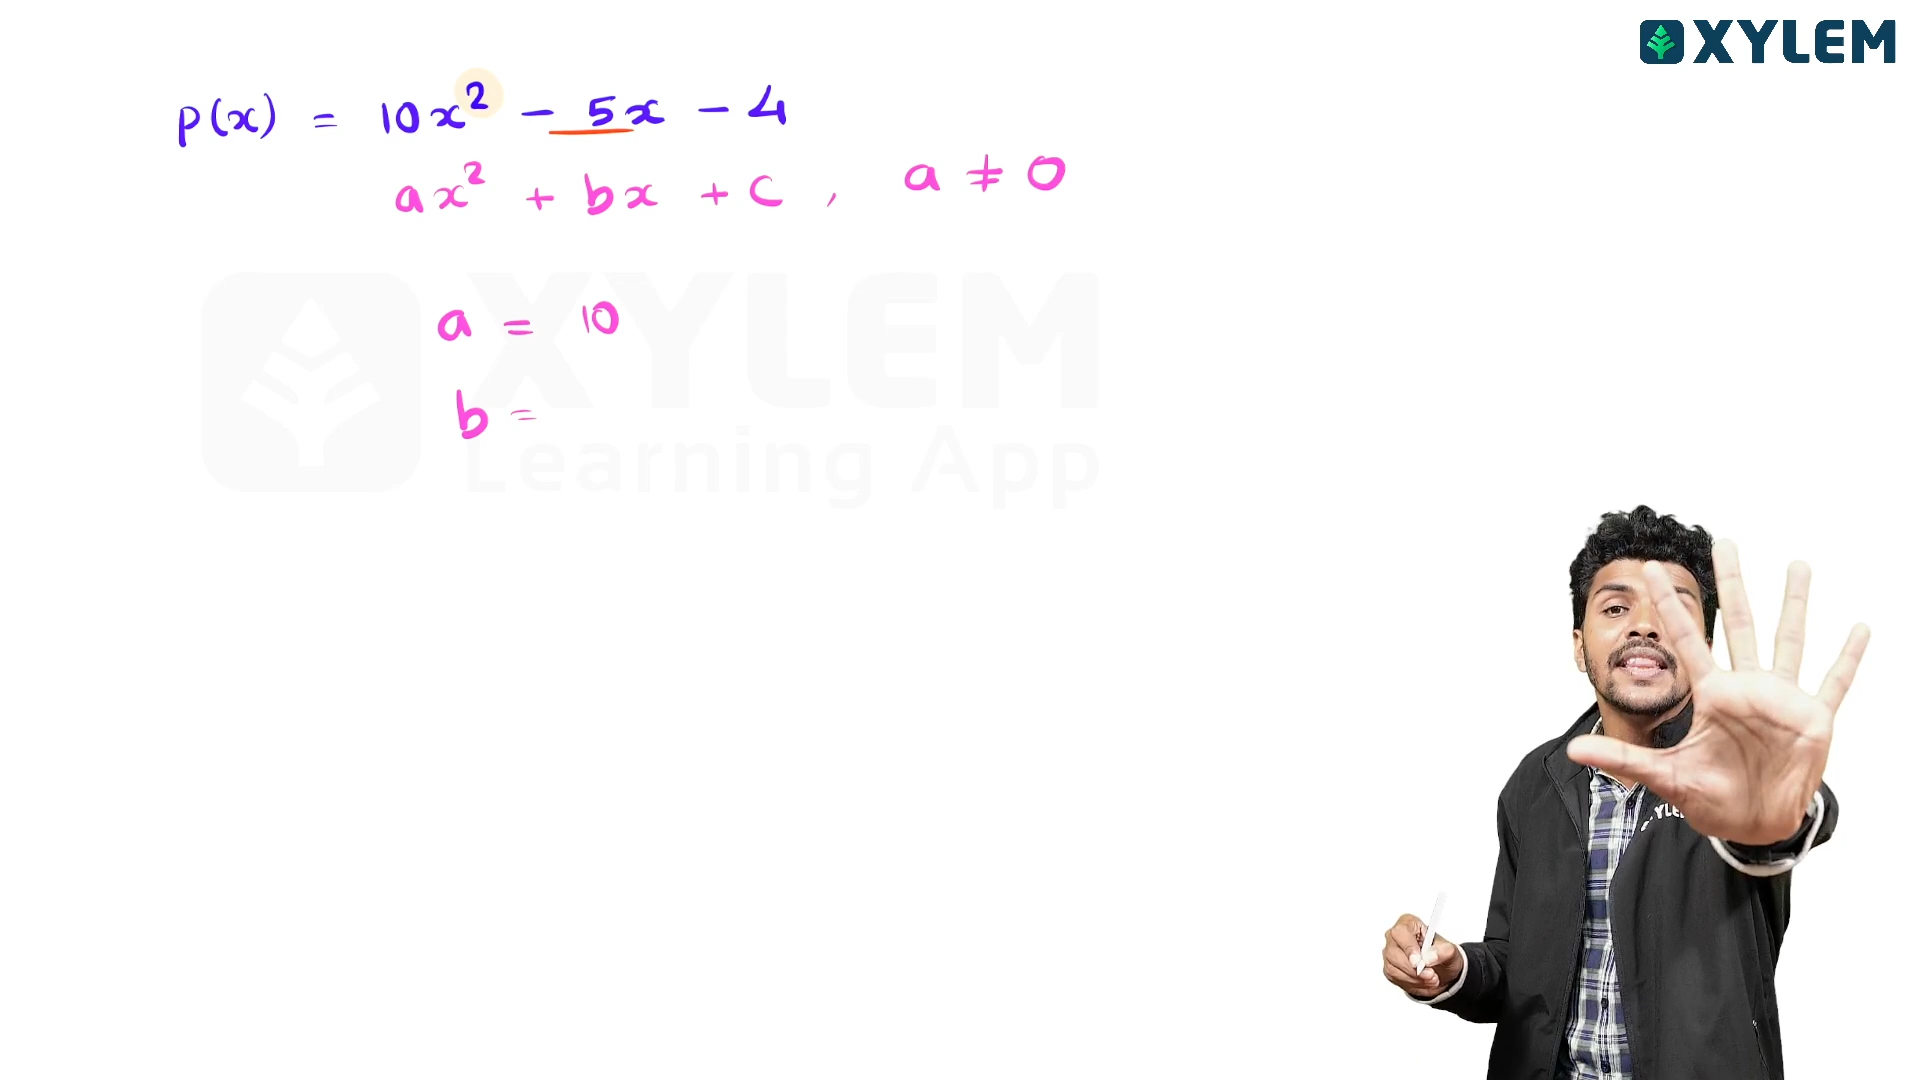 XYLEM
p(x) = 10x² - 5x - 4
ax² + bx + c , a ≠ 0
a = 10
b =
XYLEM
Learning App